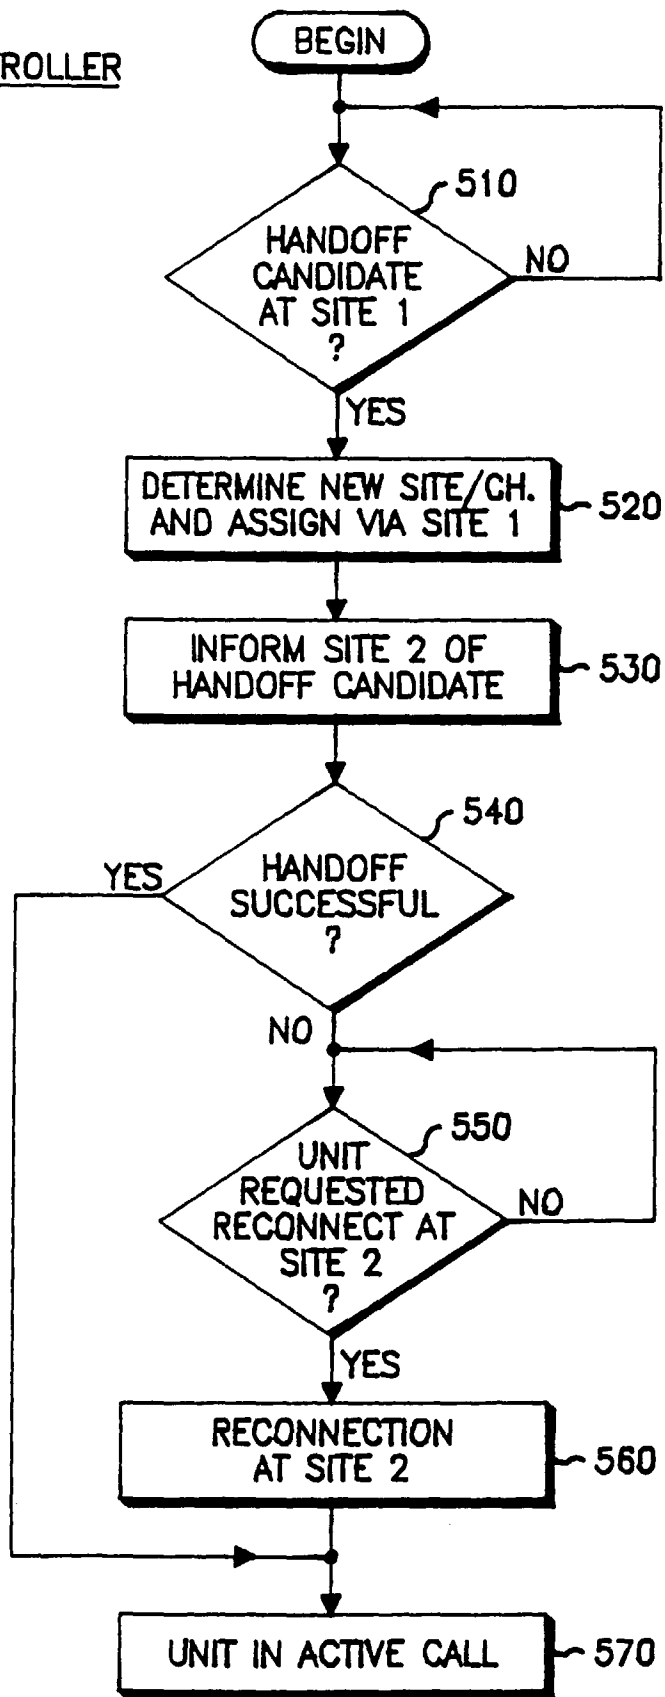 BEGIN
ROLLER
510
HANDOFF
CANDIDATE
AT SITE 1
?
NO
YES
DETERMINE NEW SITE/CH.
AND ASSIGN VIA SITE 1
520
INFORM SITE 2 OF
HANDOFF CANDIDATE
530
540
YES
HANDOFF
SUCCESSFUL
?
NO
550
UNIT
REQUESTED
RECONNECT AT
SITE 2
?
NO
YES
RECONNECTION
AT SITE 2
560
UNIT IN ACTIVE CALL
570